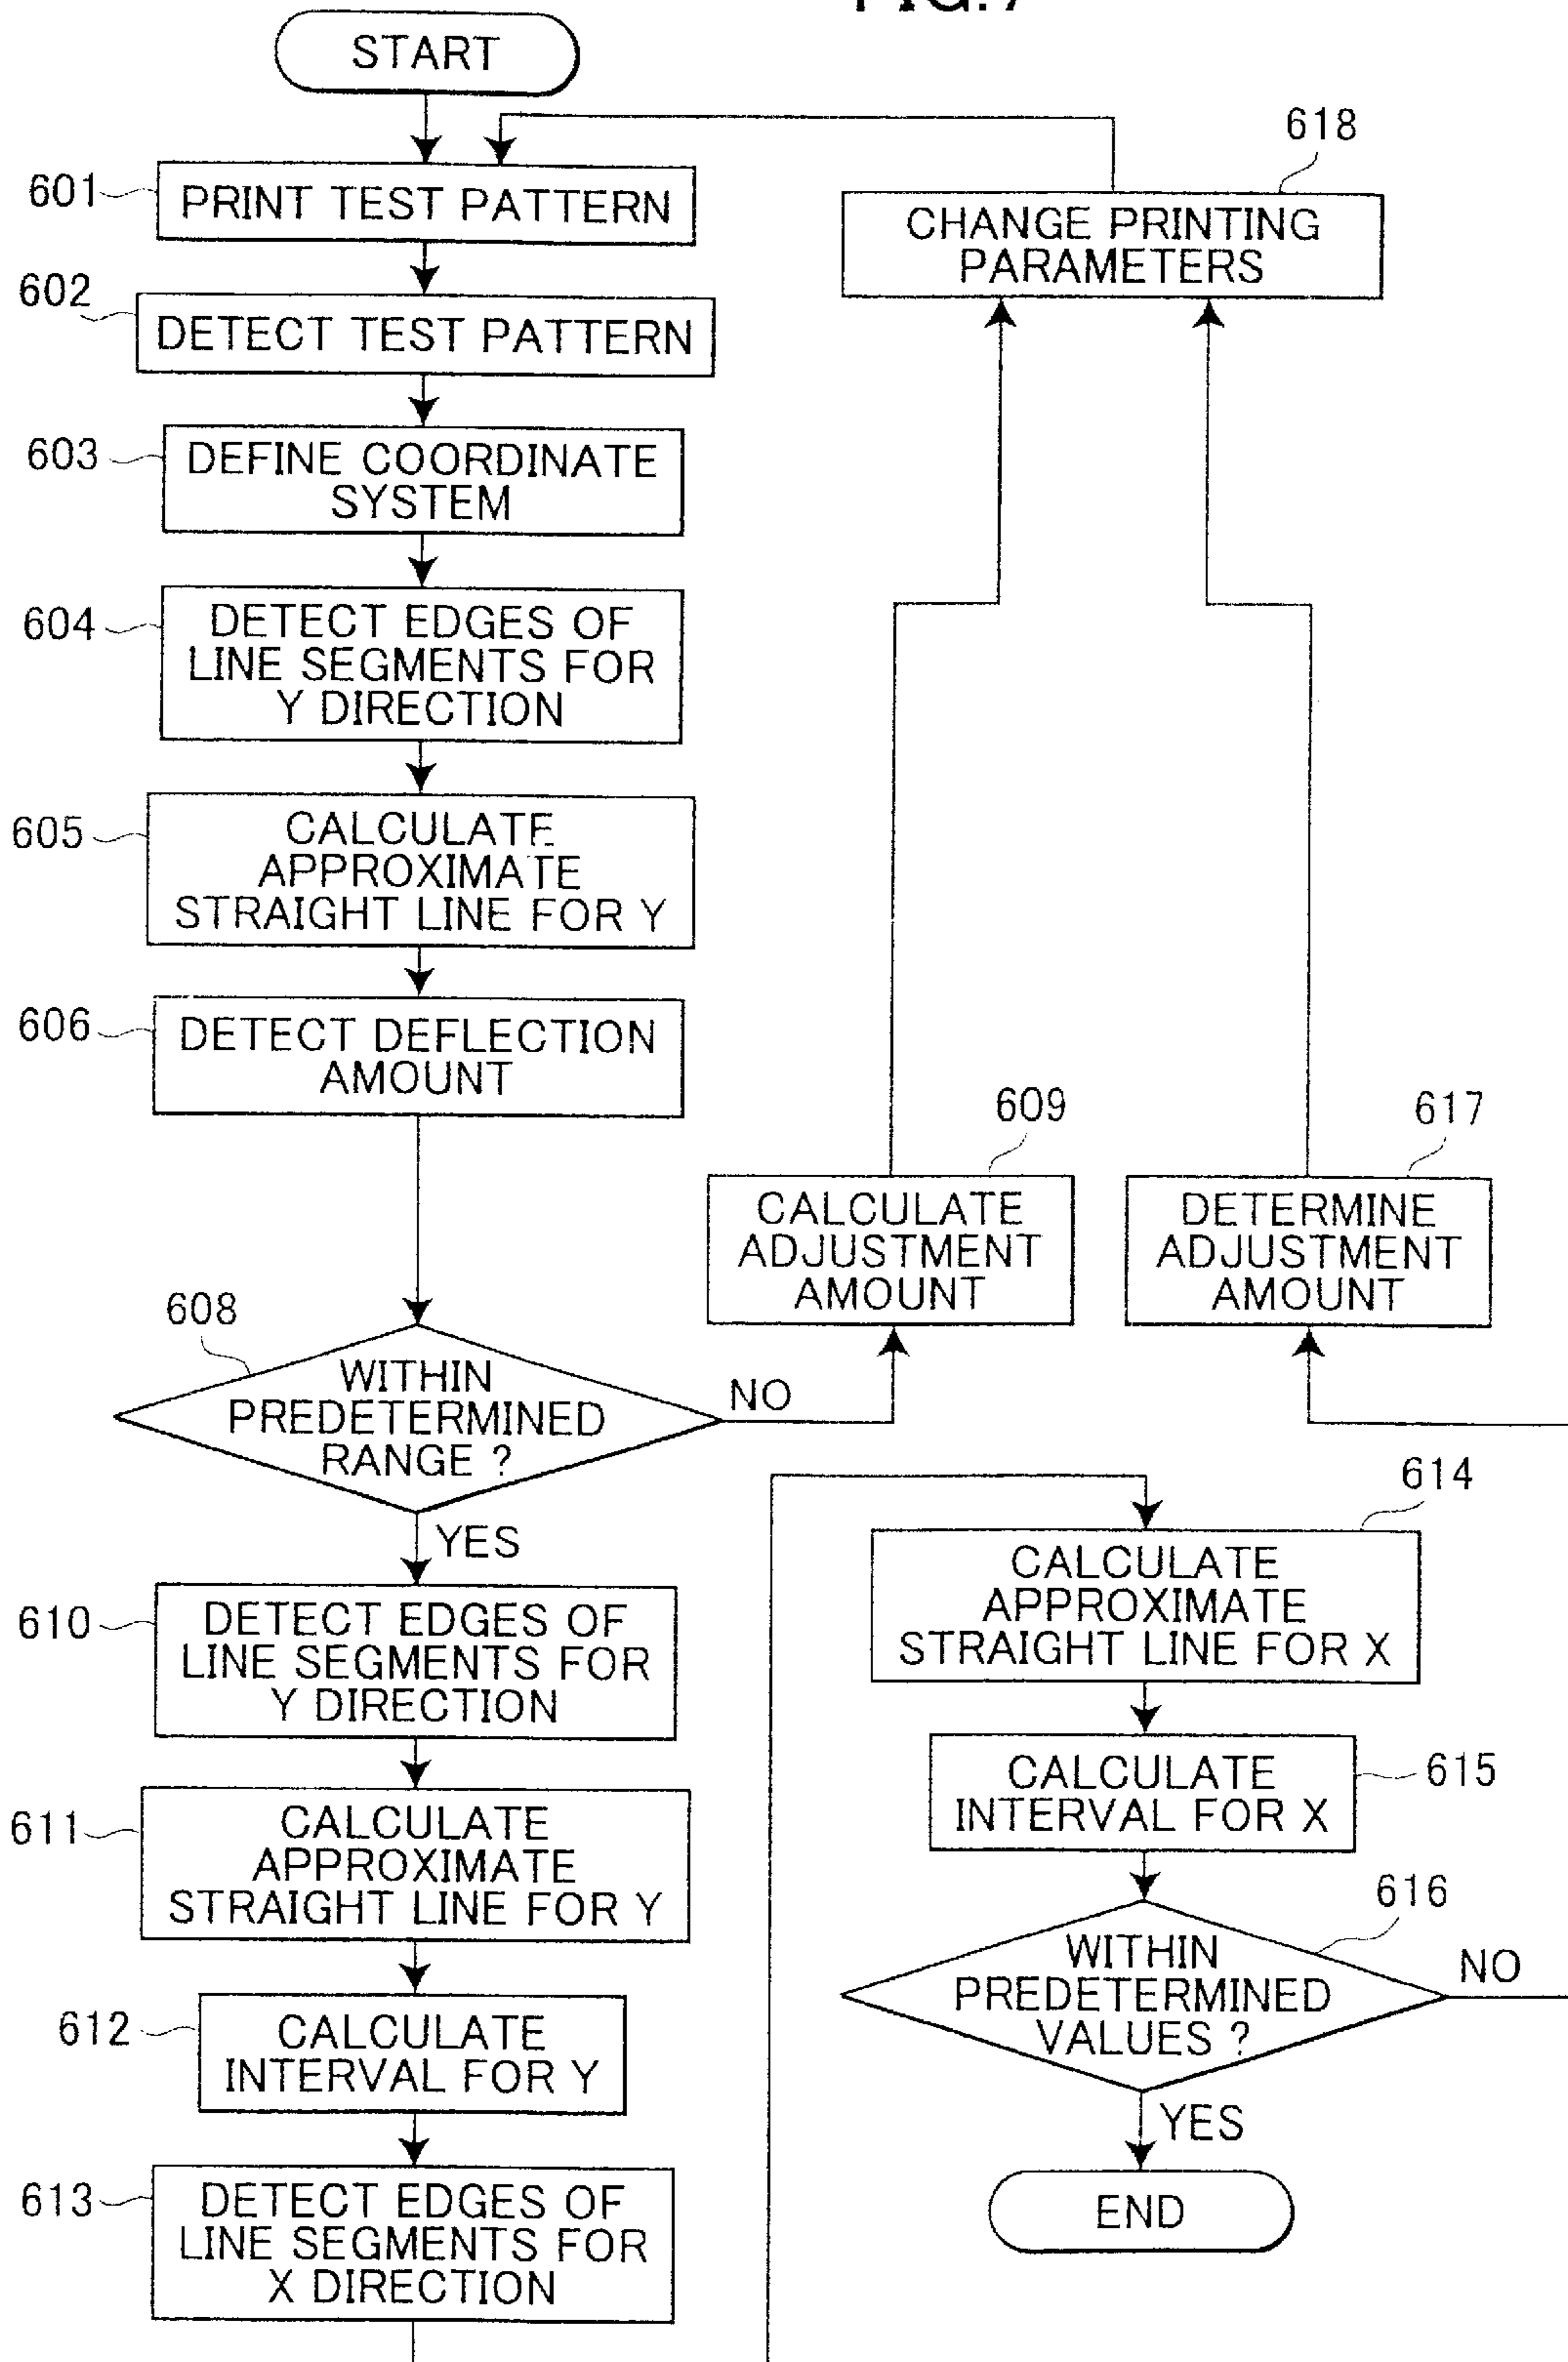 FIG.7
START
618
601
PRINT TEST PATTERN
CHANGE PRINTING
PARAMETERS
602
DETECT TEST PATTERN
603
DEFINE COORDINATE
SYSTEM
604
DETECT EDGES OF
LINE SEGMENTS FOR
Y DIRECTION
605
CALCULATE
APPROXIMATE
STRAIGHT LINE FOR Y
606
DETECT DEFLECTION
AMOUNT
609
CALCULATE
ADJUSTMENT
AMOUNT
617
DETERMINE
ADJUSTMENT
AMOUNT
608
WITHIN
PREDETERMINED
RANGE ?
NO
YES
610
DETECT EDGES OF
LINE SEGMENTS FOR
Y DIRECTION
611
CALCULATE
APPROXIMATE
STRAIGHT LINE FOR Y
612
CALCULATE
INTERVAL FOR Y
613
DETECT EDGES OF
LINE SEGMENTS FOR
X DIRECTION
614
CALCULATE
APPROXIMATE
STRAIGHT LINE FOR X
CALCULATE
INTERVAL FOR X
615
616
WITHIN
PREDETERMINED
VALUES ?
NO
YES
END